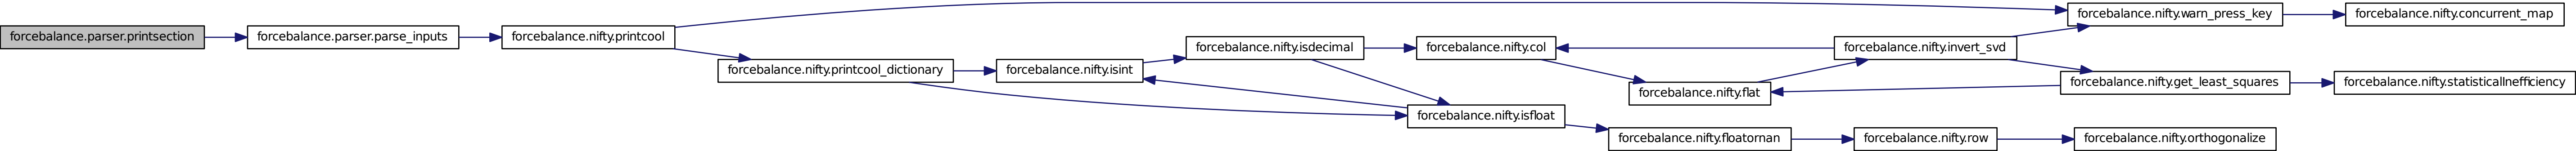 forcebalance.parser.printsection
forcebalance.parser.parse_inputs
forcebalance.nifty.printcool
forcebalance.nifty.printcool_dictionary
forcebalance.nifty.isint
forcebalance.nifty.isdecimal
forcebalance.nifty.isfloat
forcebalance.nifty.col
forcebalance.nifty.flat
forcebalance.nifty.floatornan
forcebalance.nifty.invert_svd
forcebalance.nifty.row
forcebalance.nifty.warn_press_key
forcebalance.nifty.get_least_squares
forcebalance.nifty.orthogonalize
forcebalance.nifty.concurrent_map
forcebalance.nifty.statisticalInefficiency